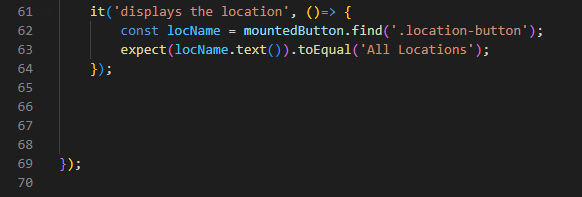 61 it('displays the location', ()=> {
62 const locName = mountedButton.find('.location-button');
63 expect(locName.text()).toEqual('All Locations');
64 });
65
66
67
68
69 });
70